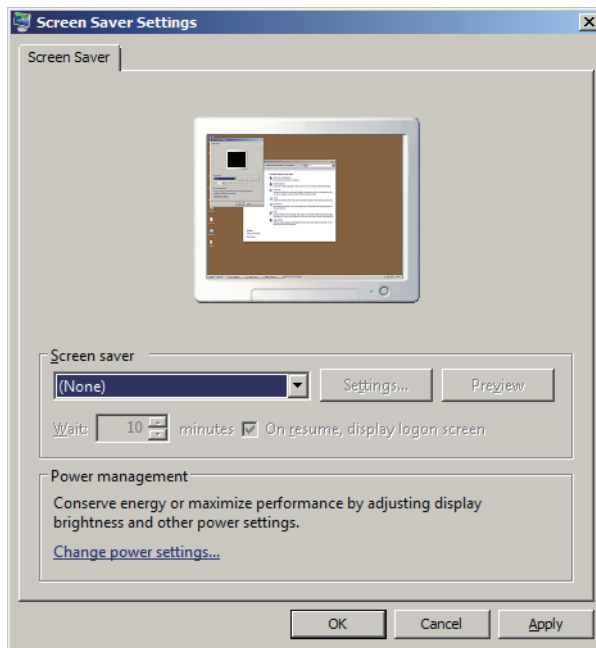 Screen Saver Settings
Screen Saver
Screen saver
(None)
Settings...
Preview
Wait: 10 minutes On resume, display logon screen
Power management
Conserve energy or maximize performance by adjusting display
brightness and other power settings.
Change power settings...
OK Cancel Apply